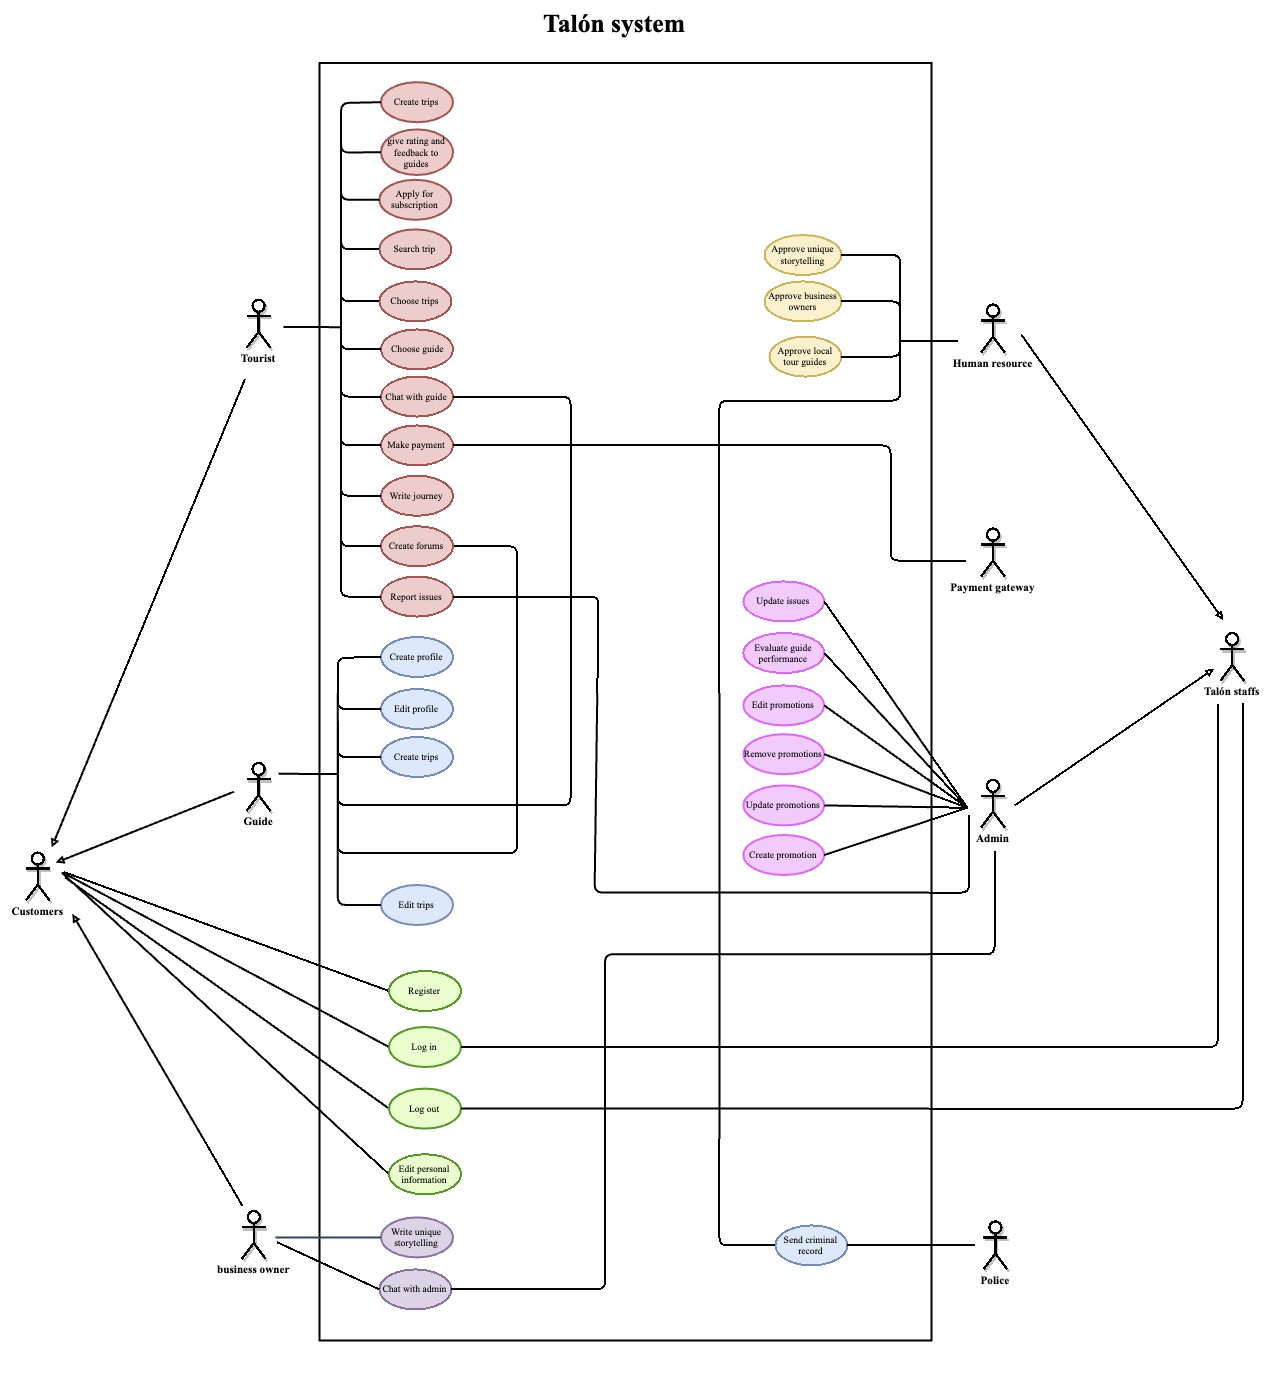 Talón system
Create trips
give rating and
feedback to
guides
Apply for
subscription
Search trip
Choose trips
Choose guide
Chat with guide
Make payment
Write journey
Create forums
Report issues
Create profile
Edit profile
Create trips
Edit trips
Register
Log in
Log out
Edit personal
information
Write unique
storytelling
Chat with admin
Approve unique
storytelling
Approve business
owners
Approve local
tour guides
Update issues
Evaluate guide
performance
Edit promotions
Remove promotions
Update promotions
Create promotion
Send criminal
record
Tourist
Guide
Customers
business owner
Human resource
Payment gateway
Talón staffs
Admin
Police